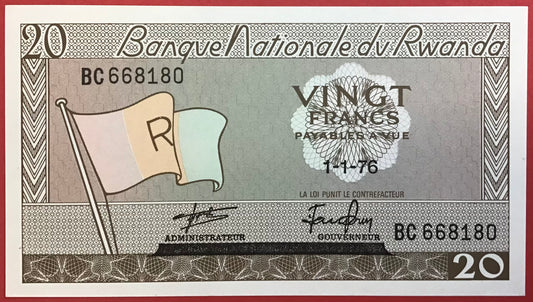 20 Banque Nationale du Rwanda
BC 668180
VINGT
FRANCS
PAYABLES A VUE
R
1-1-76
LA LOI PUNIT LE CONTREFACTEUR
ADMINISTRATEUR GOUVERNEUR
BC 668180
20